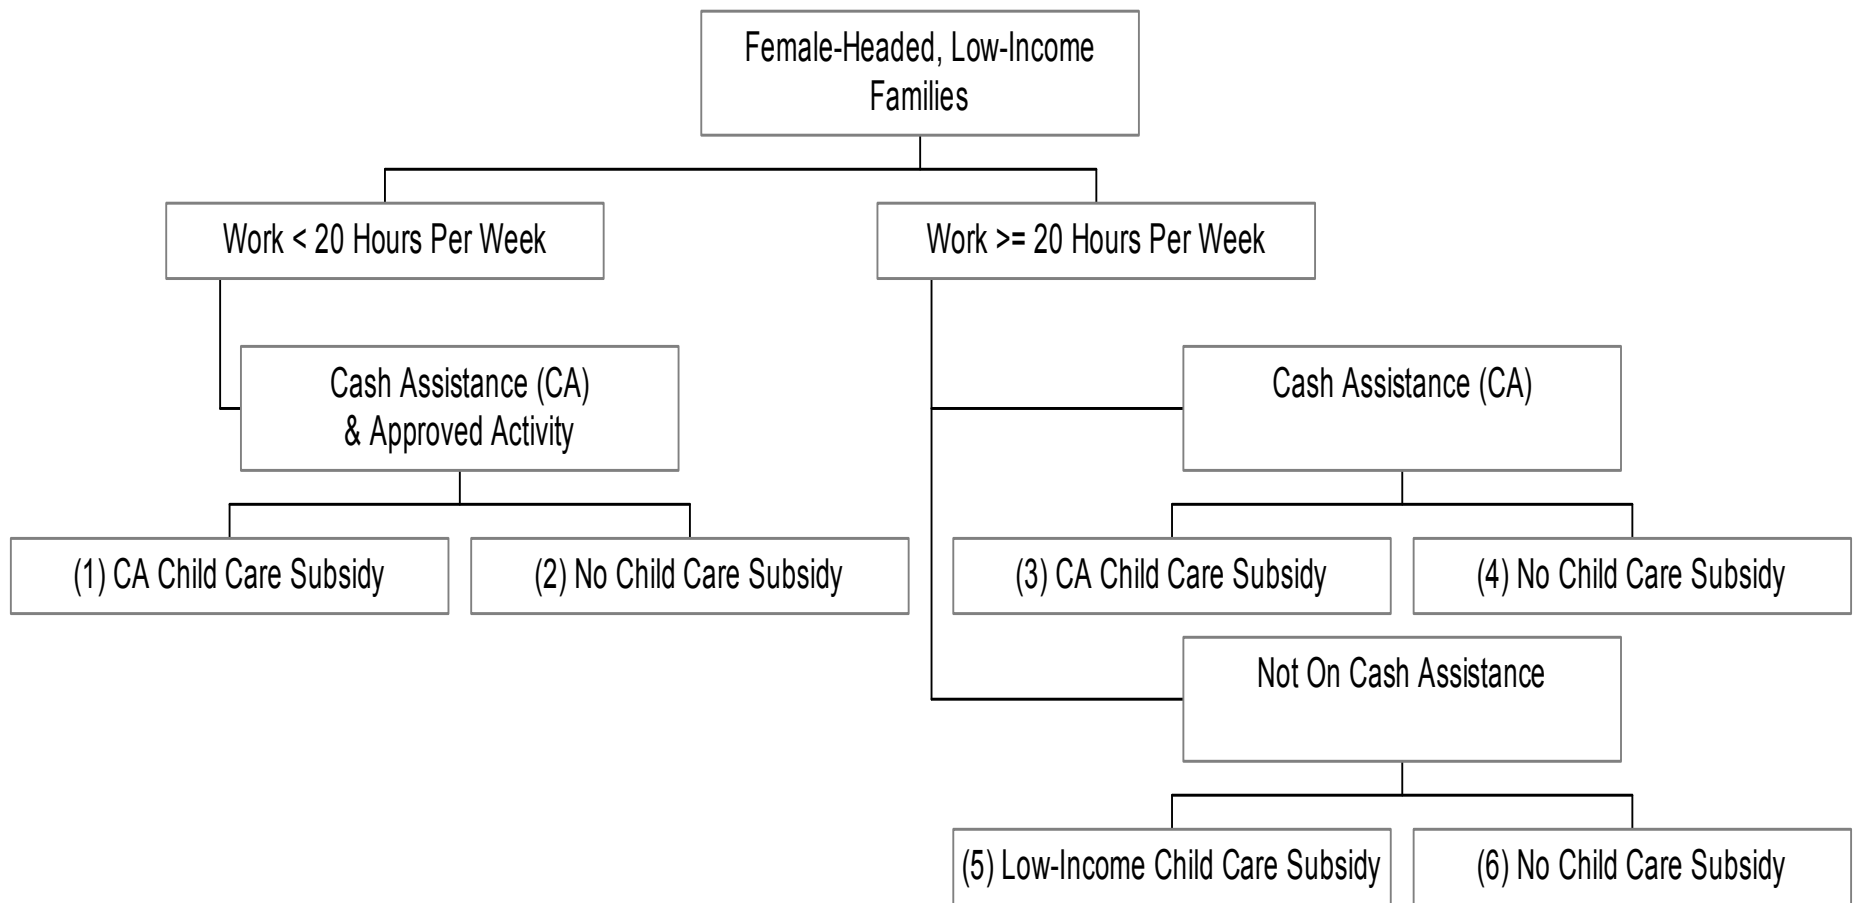 Female-Headed, Low-Income
Families
Work < 20 Hours Per Week
Work >= 20 Hours Per Week
Cash Assistance (CA)
& Approved Activity
Cash Assistance (CA)
(1) CA Child Care Subsidy
(2) No Child Care Subsidy
(3) CA Child Care Subsidy
(4) No Child Care Subsidy
Not On Cash Assistance
(5) Low-Income Child Care Subsidy
(6) No Child Care Subsidy